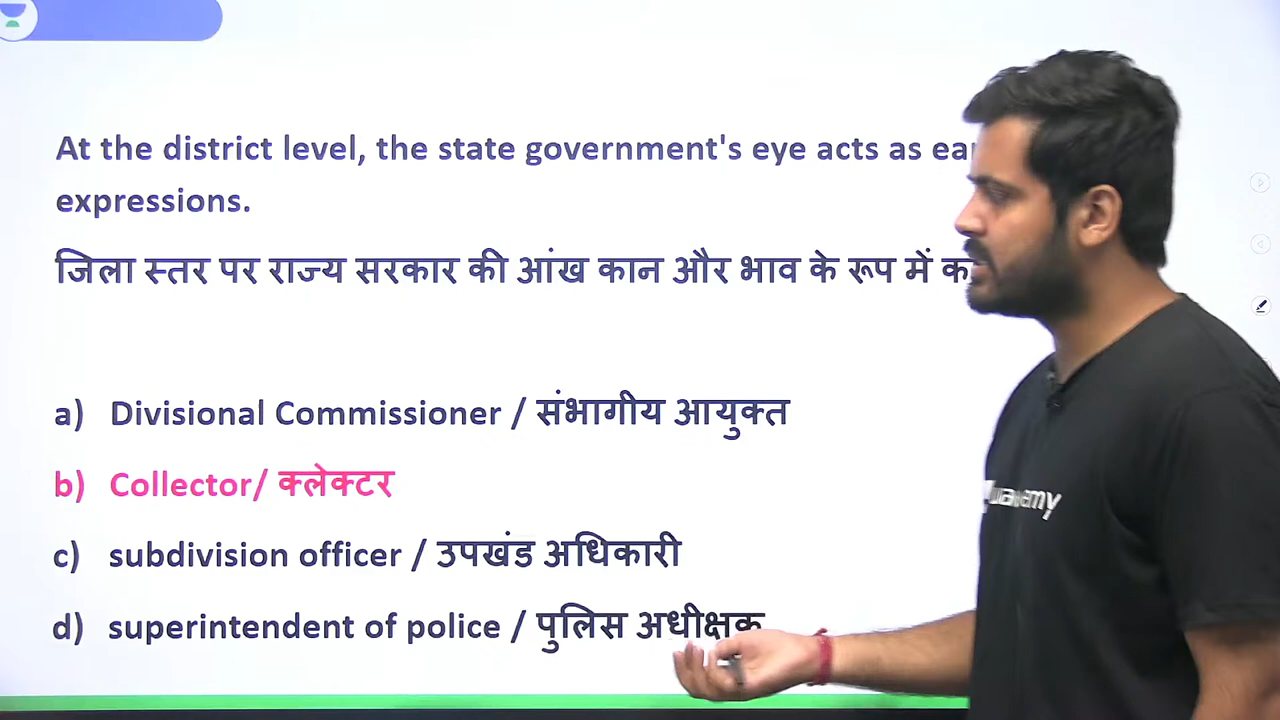 At the district level, the state government's eye acts as
expressions.
जिला स्तर पर राज्य सरकार की आंख कान और भाव के रूप में
a) Divisional Commissioner / संभागीय आयुक्त
b) Collector/ क्लेक्टर
c) subdivision officer / उपखंड अधिकारी
d) superintendent of police / पुलिस अधीक्षक